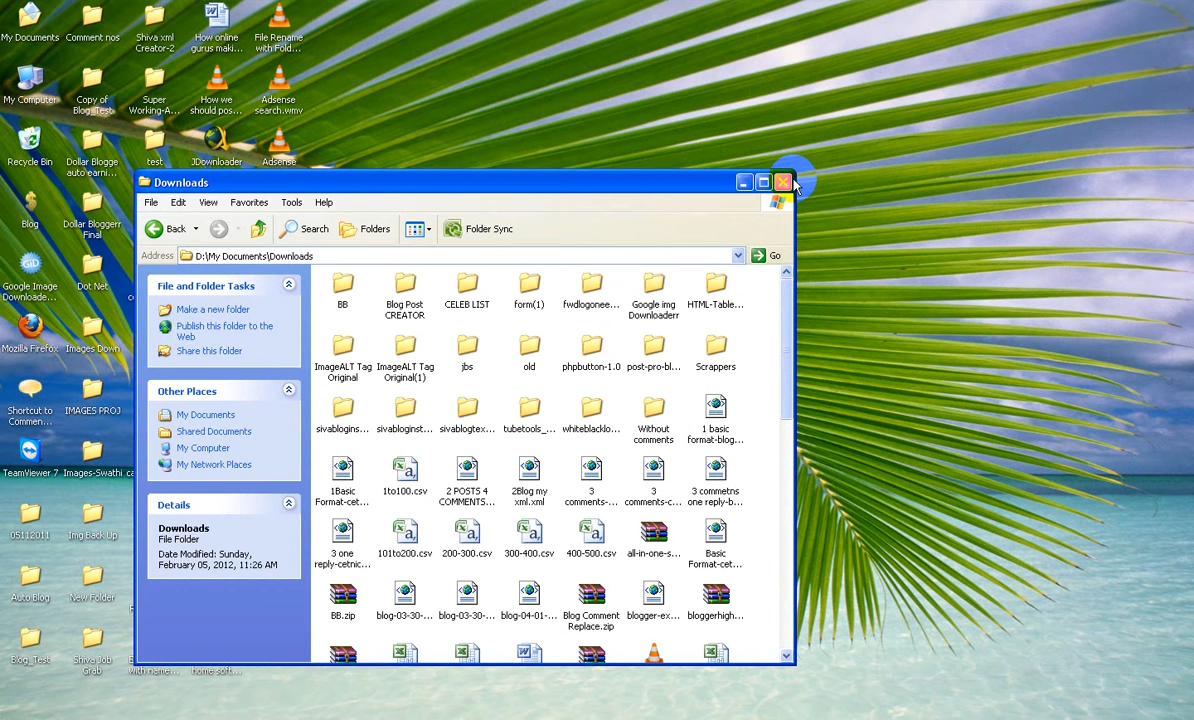 My Documents
Comment nos
Shiva xml
Creator-2
How online
gurus maki...
File Rename
with Fold...
My Computer
Copy of
Blog_Test
Super
Working-A...
How we
should pos...
Adsense
search.wmv
Recycle Bin
Dollar Blogge
auto earni...
test
JDownloader
Adsense
Blog
Dollar Bloggerr
Final
Google Image
Downloade...
Dot Net
Mozilla Firefox
Images Down
Shortcut to
Commen...
IMAGES PROJ
TeamViewer 7
Images-Swathi
05112011
Img Back Up
Auto Blog
New Folder
Blog_Test
Shiva Job
Grab
with name...
home soft...
Downloads
File
Edit
View
Favorites
Tools
Help
Back
Search
Folders
Folder Sync
Address
D:\My Documents\Downloads
Go
File and Folder Tasks
Make a new folder
Publish this folder to the
Web
Share this folder
Other Places
My Documents
Shared Documents
My Computer
My Network Places
Details
Downloads
File Folder
Date Modified: Sunday,
February 05, 2012, 11:26 AM
BB
Blog Post
CREATOR
CELEB LIST
form(1)
fwdlogonee...
Google img
Downloaderr
HTML-Table...
ImageALT Tag
Original
ImageALT Tag
Original(1)
jbs
old
phpbutton-1.0
post-pro-bl...
Scrappers
sivablogins...
sivabloginst...
sivablogtex...
tubetools_...
whiteblacklo...
Without
comments
1 basic
format-blog...
1Basic
Format-cet...
1to100.csv
2 POSTS 4
COMMENTS...
2Blog my
xml.xml
3
comments-...
3
comments-c...
3 commetns
one reply-b...
3 one
reply-cetnic...
101to200.csv
200-300.csv
300-400.csv
400-500.csv
all-in-one-s...
Basic
Format-cet...
BB.zip
blog-03-30-...
blog-03-30-...
blog-04-01-...
Blog Comment
Replace.zip
blogger-ex...
bloggerhigh...